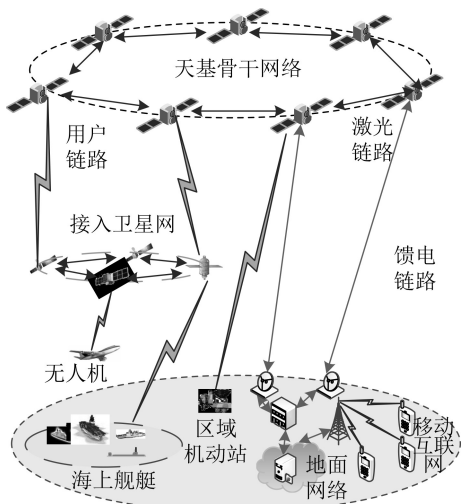 天基骨干网络
用户
链路
激光
链路
接入卫星网
馈电
链路
无人机
区域
机动站
海上舰艇
地面
网络
移动
互联
网